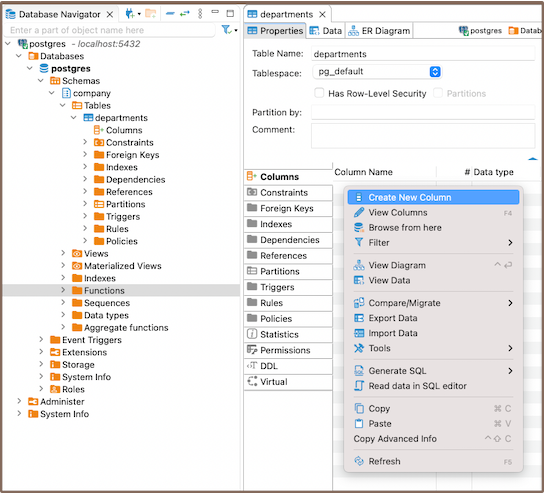 Database Navigator
Enter a part of object name here
postgres - localhost:5432
Databases
postgres
Schemas
company
Tables
departments
Columns
Constraints
Foreign Keys
Indexes
Dependencies
References
Partitions
Triggers
Rules
Policies
Views
Materialized Views
Indexes
Functions
Sequences
Data types
Aggregate functions
Event Triggers
Extensions
Storage
System Info
Roles
Administer
System Info
departments
Properties Data ER Diagram postgres Datab
Table Name: departments
Tablespace: pg_default
Has Row-Level Security Partitions
Partition by:
Comment:
Columns
Constraints
Foreign Keys
Indexes
Dependencies
References
Partitions
Triggers
Rules
Policies
Statistics
Permissions
DDL
Virtual
Column Name # Data type
Create New Column
View Columns F4
Browse from here
Filter
View Diagram ^ ⏎
View Data
Compare/Migrate
Export Data
Import Data
Tools
Generate SQL
Read data in SQL editor
Copy ⌘ C
Paste ⌘ V
Copy Advanced Info ^ ⇧ C
Refresh F5